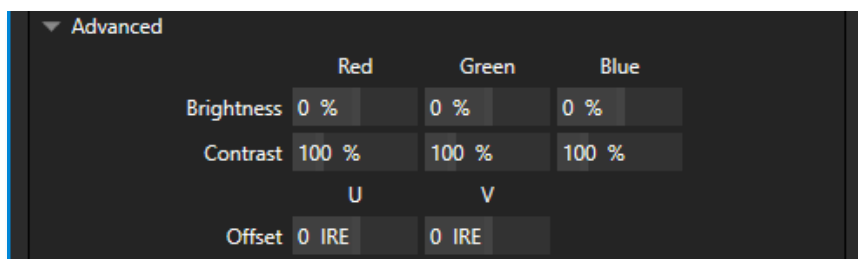 Advanced
Red Green Blue
Brightness 0 % 0 % 0 %
Contrast 100 % 100 % 100 %
U V
Offset 0 IRE 0 IRE